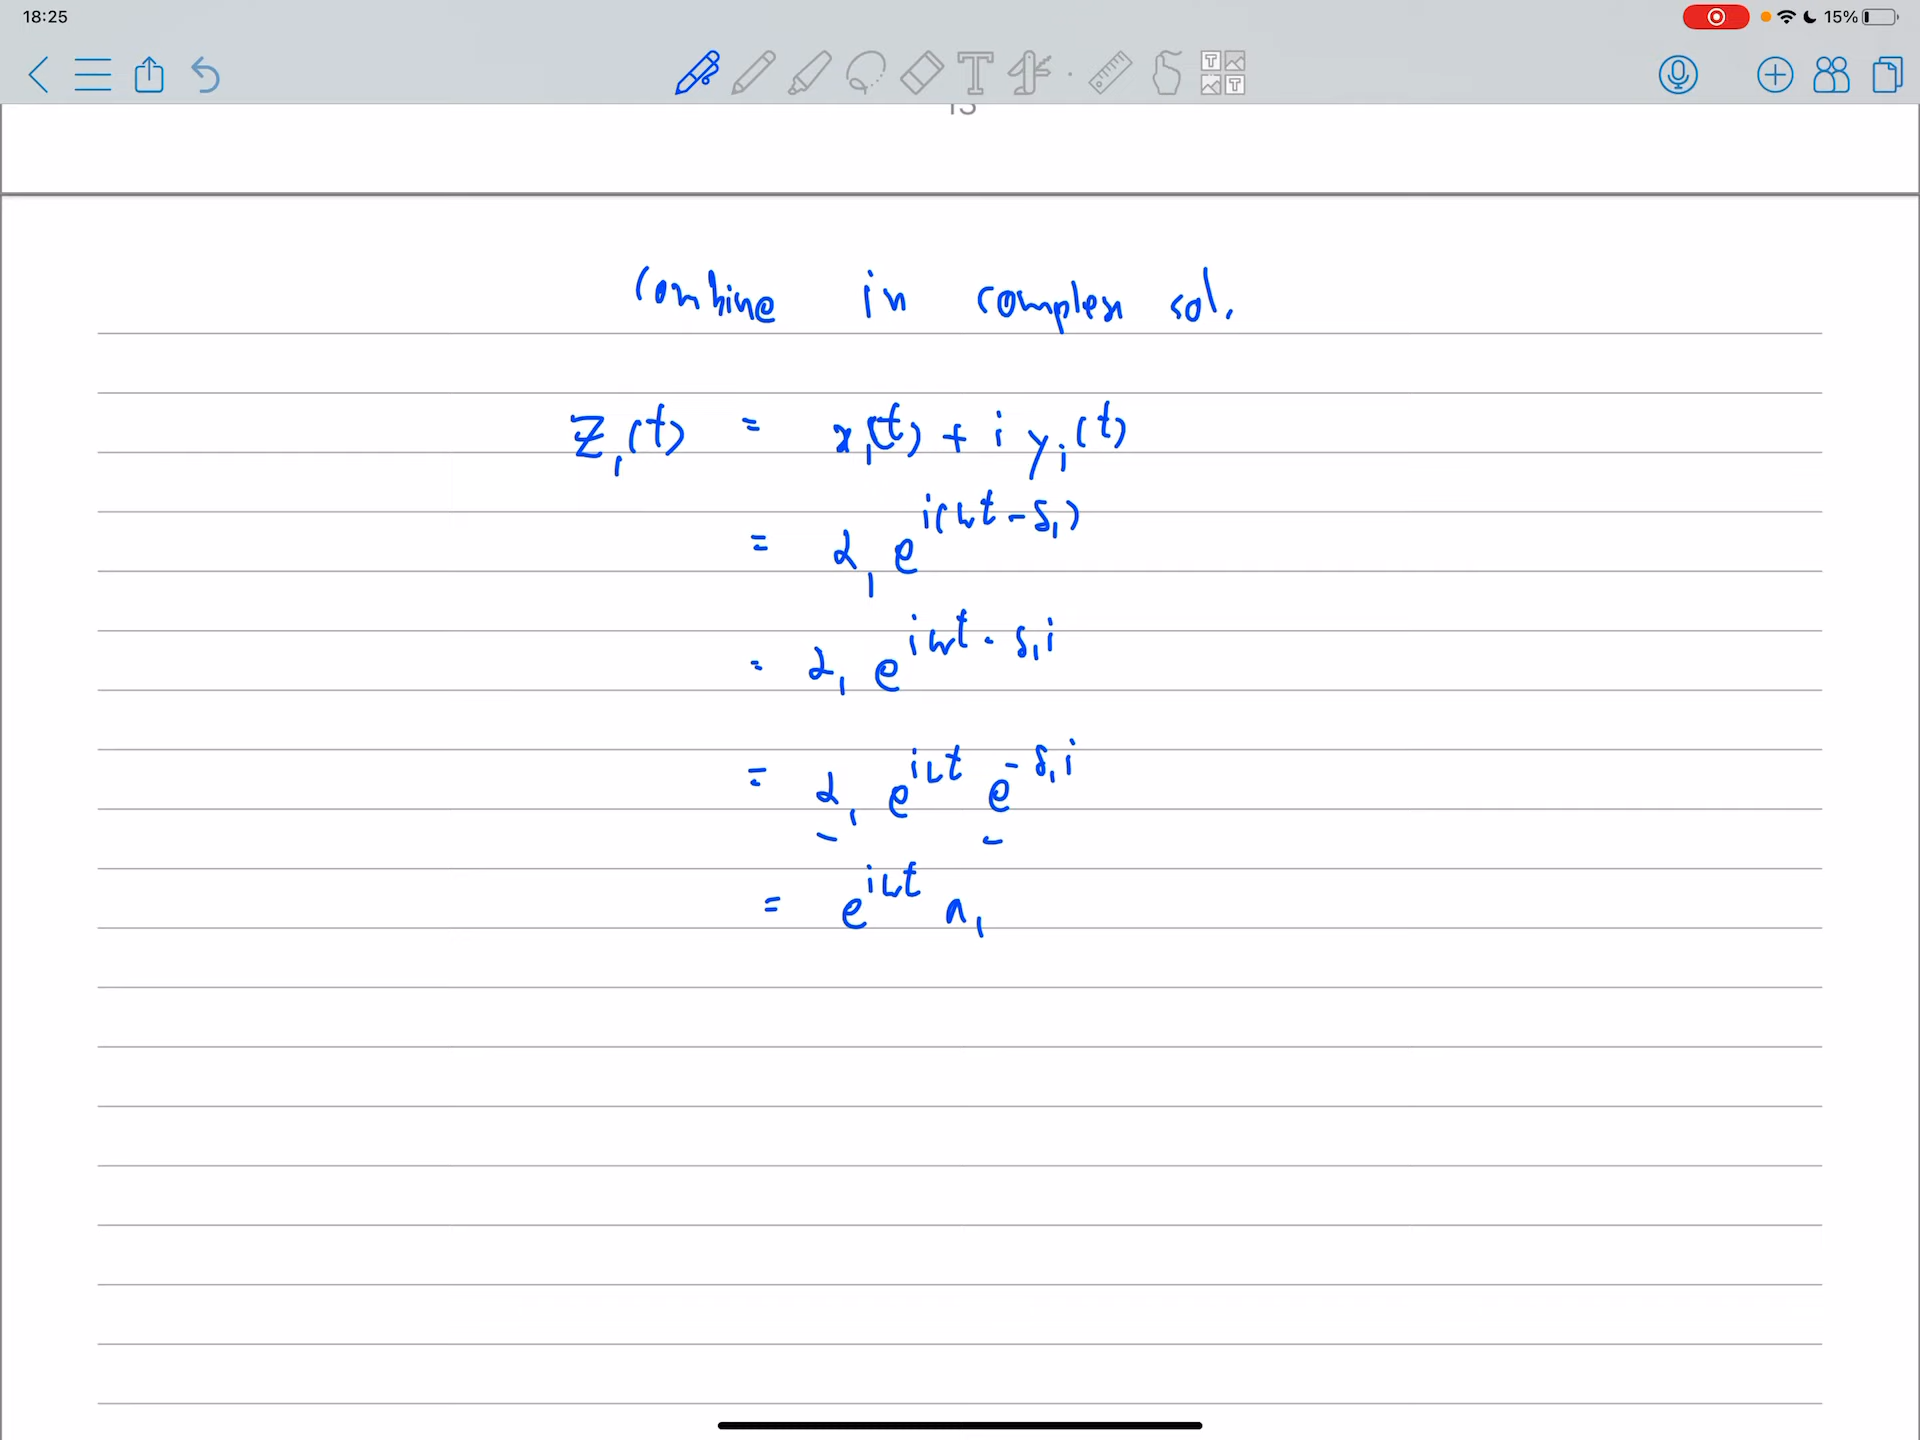 18:25
15%
13
Combine in complex sol.
Z₁(t) = x₁(t) + i y₁(t)
= α₁ e^{i(ωt - δ₁)}
= α₁ e^{iωt - δ₁i}
= α₁ e^{iωt} e^{-δ₁i}
= e^{iωt} a₁